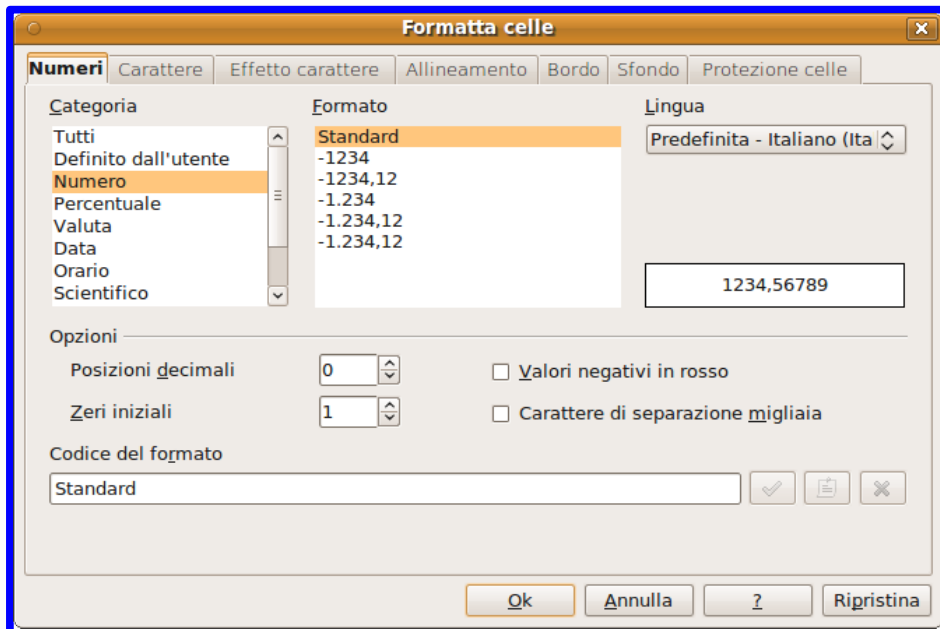 Formatta celle
Numeri Carattere Effetto carattere Allineamento Bordo Sfondo Protezione celle
Categoria Formato Lingua
Tutti Standard Predefinita - Italiano (Ita
Definito dall'utente -1234
Numero -1234,12
Percentuale -1.234
Valuta -1.234,12
Data -1.234,12
Orario
Scientifico 1234,56789
Opzioni
Posizioni decimali 0 Valori negativi in rosso
Zeri iniziali 1 Carattere di separazione migliaia
Codice del formato
Standard
Ok Annulla ? Ripristina